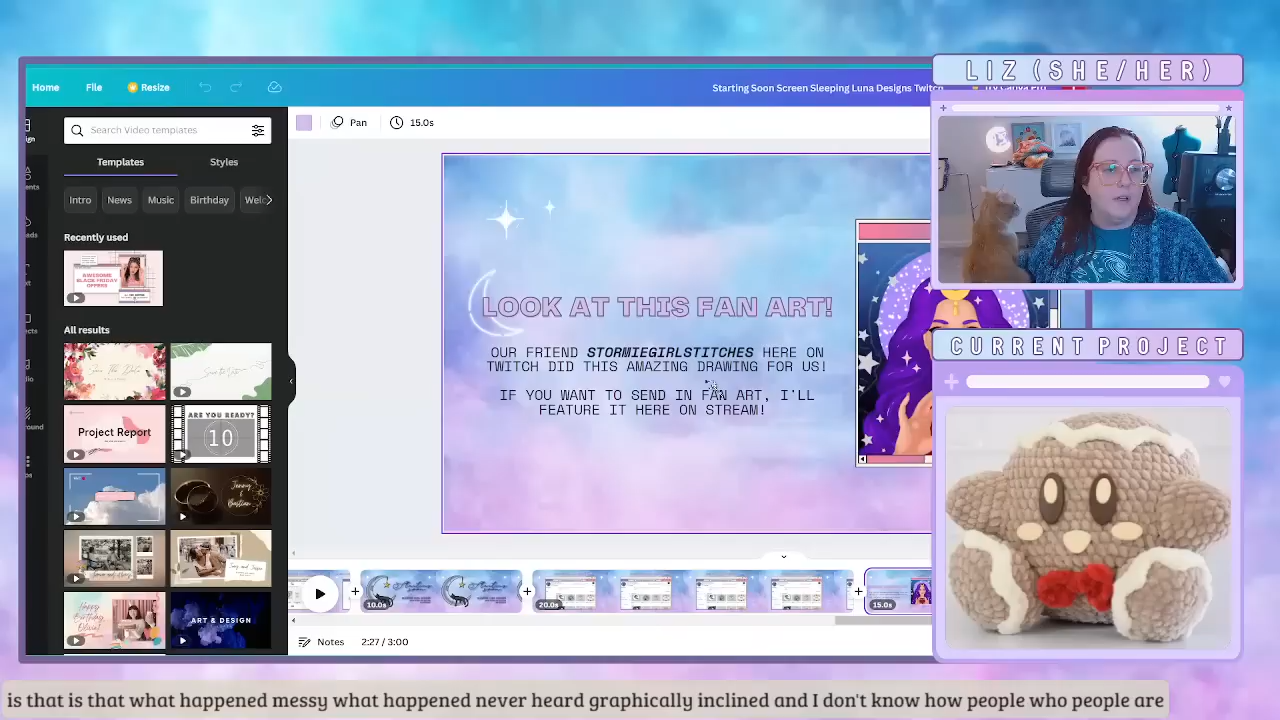 Home File Resize
Starting Soon Screen Sleeping Luna Designs Twitch
LIZ (SHE/HER)
Search Video templates
Pan
15.0s
Templates Styles
Intro News Music Birthday
Recently used
AWESOME
BLACK FRIDAY
OFFERS
All results
ARE YOU READY?
10
Project Report
ART & DESIGN
LOOK AT THIS FAN ART!
OUR FRIEND STORMIEGIRLSTITCHES HERE ON
TWITCH DID THIS AMAZING DRAWING FOR US!
IF YOU WANT TO SEND IN FAN ART, I'LL
FEATURE IT HERE ON STREAM!
CURRENT PROJECT
10.0s
20.0s
15.0s
Notes
2:27 / 3:00
is that is that what happened messy what happened never heard graphically inclined and I don't know how people who people are